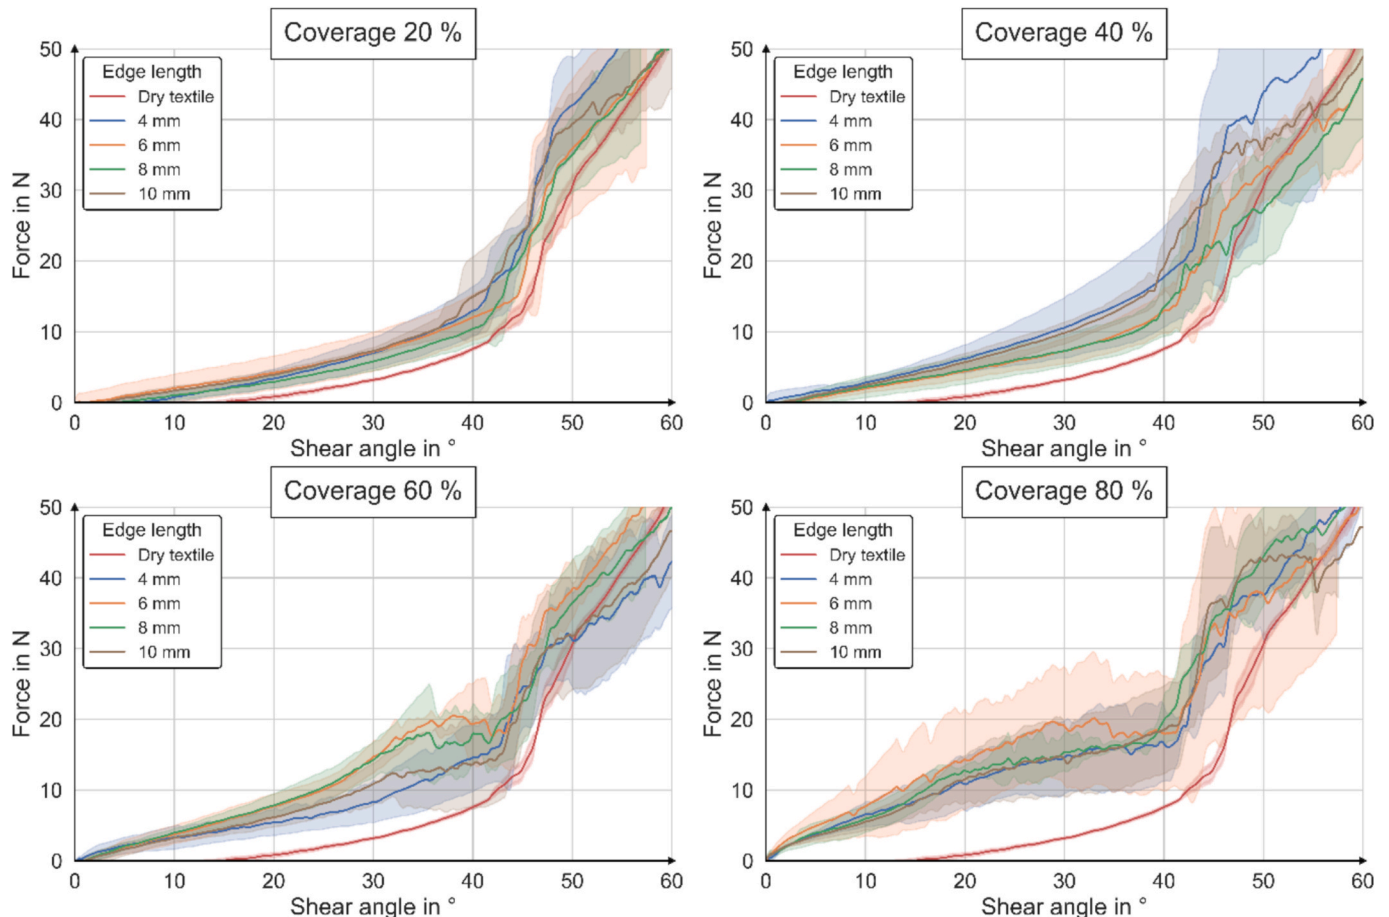 Coverage 20 %
50
40
30
20
10
0
Force in N
Edge length
Dry textile
4 mm
6 mm
8 mm
10 mm
0 10 20 30 40 50 60
Shear angle in °
Coverage 40 %
50
40
30
20
10
0
Force in N
Edge length
Dry textile
4 mm
6 mm
8 mm
10 mm
0 10 20 30 40 50 60
Shear angle in °
Coverage 60 %
50
40
30
20
10
0
Force in N
Edge length
Dry textile
4 mm
6 mm
8 mm
10 mm
0 10 20 30 40 50 60
Shear angle in °
Coverage 80 %
50
40
30
20
10
0
Force in N
Edge length
Dry textile
4 mm
6 mm
8 mm
10 mm
0 10 20 30 40 50 60
Shear angle in °